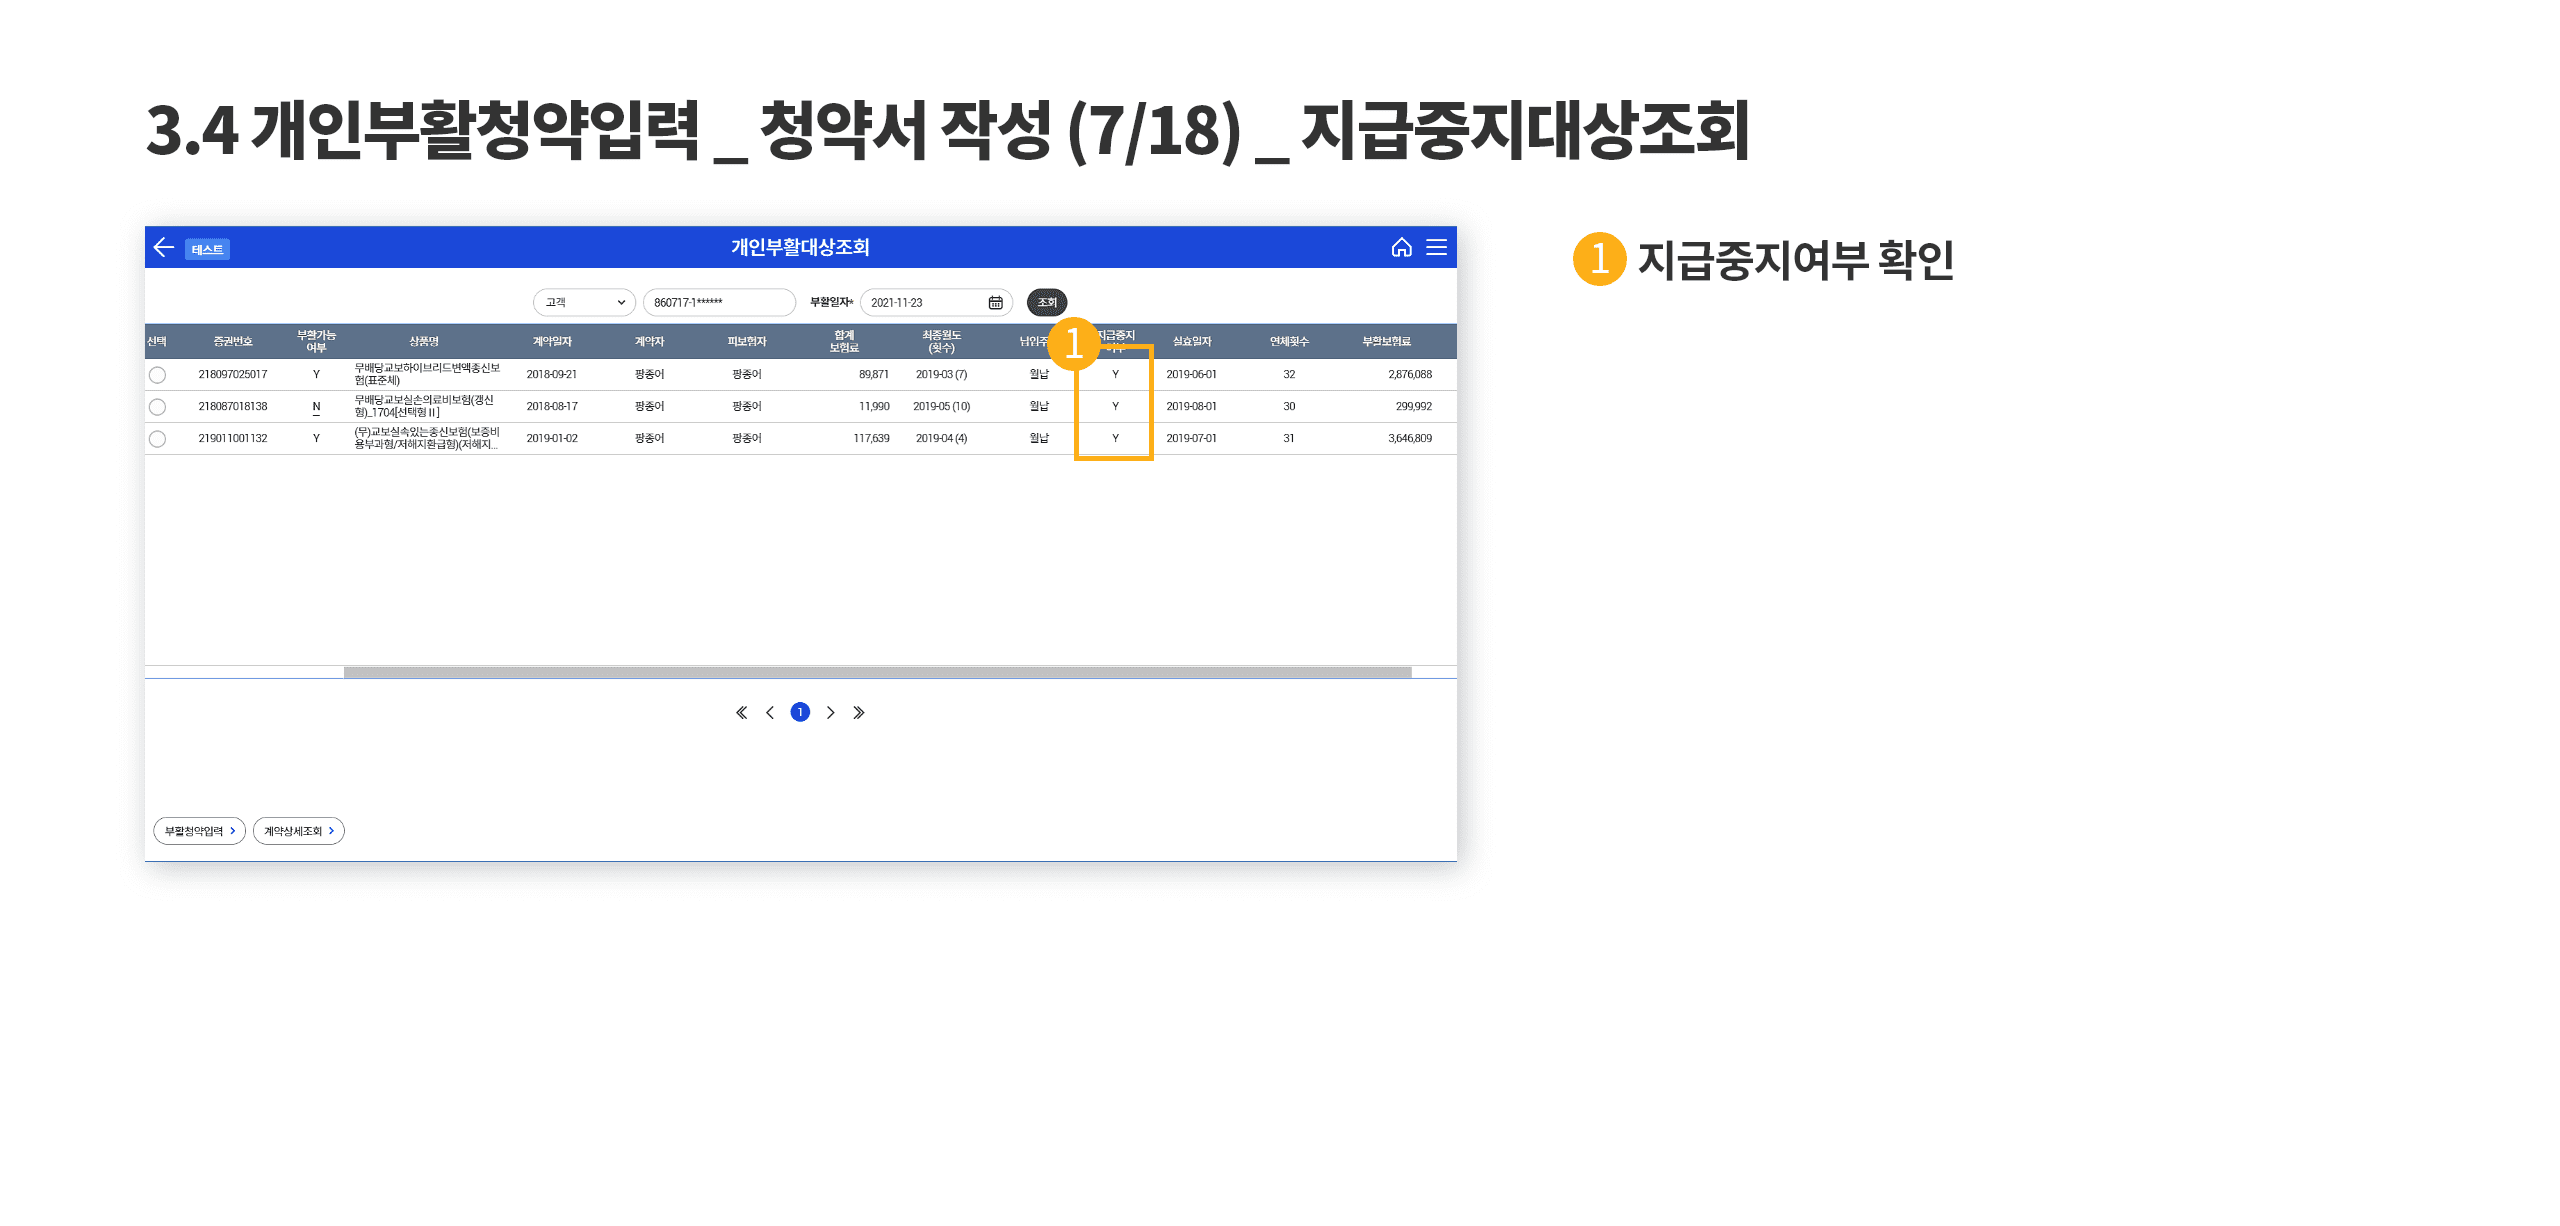 3.4 개인부활청약입력 _ 청약서 작성 (7/18) _ 지급중지대상조회
테스트
개인부활대상조회
1 지급중지여부 확인
고객 860717-1****** 부활일자* 2021-11-23 조회
선택 증권번호 부활가능 여부 상품명 계약일자 계약자 피보험자 합계 보험료 최종월도 (횟수) 1 지급중지 실효일자 연체횟수 부활보험료
218097025017 Y 무배당교보하이브리드변액종신보험(표준체) 2018-09-21 팡종어 팡종어 89,871 2019-03 (7) 월납 Y 2019-06-01 32 2,876,088
218087018138 N 무배당교보실손의료비보험(갱신형)_1704[선택형 II] 2018-08-17 팡종어 팡종어 11,990 2019-05 (10) 월납 Y 2019-08-01 30 299,992
219011001132 Y (무)교보실속있는종신보험(보증비용부과형/저해지환급형)(저해지... 2019-01-02 팡종어 팡종어 117,639 2019-04 (4) 월납 Y 2019-07-01 31 3,646,809
1
부활청약입력 계약상세조회